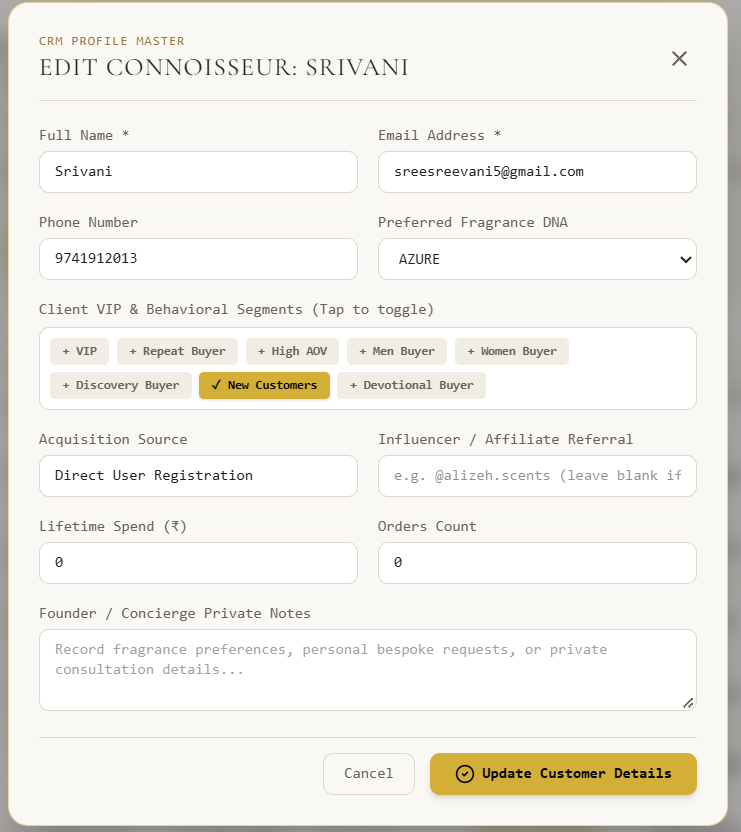 CRM PROFILE MASTER
EDIT CONNOISSEUR: SRIVANI
Full Name *
Email Address *
Srivani
sreesreevani5@gmail.com
Phone Number
Preferred Fragrance DNA
9741912013
AZURE
Client VIP & Behavioral Segments (Tap to toggle)
+ VIP
+ Repeat Buyer
+ High AOV
+ Men Buyer
+ Women Buyer
+ Discovery Buyer
✓ New Customers
+ Devotional Buyer
Acquisition Source
Influencer / Affiliate Referral
Direct User Registration
e.g. @alizeh.scents (leave blank if
Lifetime Spend (₹)
Orders Count
0
0
Founder / Concierge Private Notes
Record fragrance preferences, personal bespoke requests, or private
consultation details...
Cancel
Update Customer Details